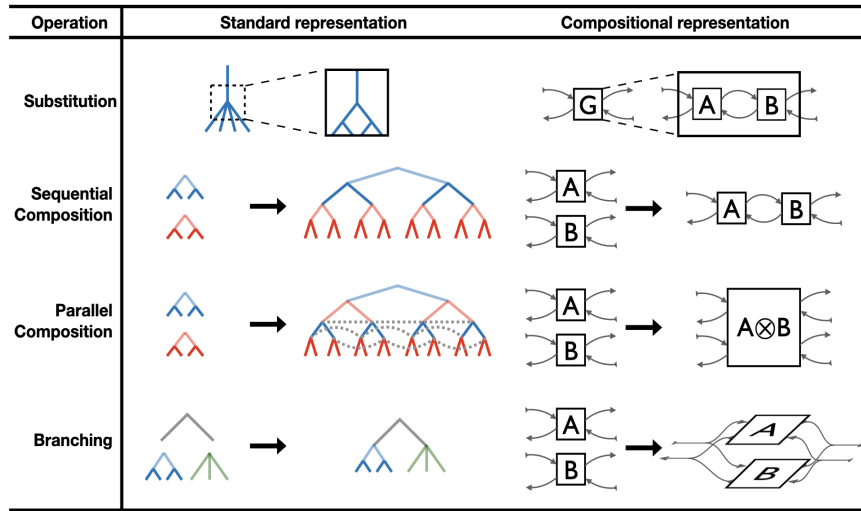 Operation Standard representation Compositional representation
Substitution G A B
Sequential
Composition
A
B
A B
Parallel
Composition
A
B
A⊗B
Branching
A
B
A
B